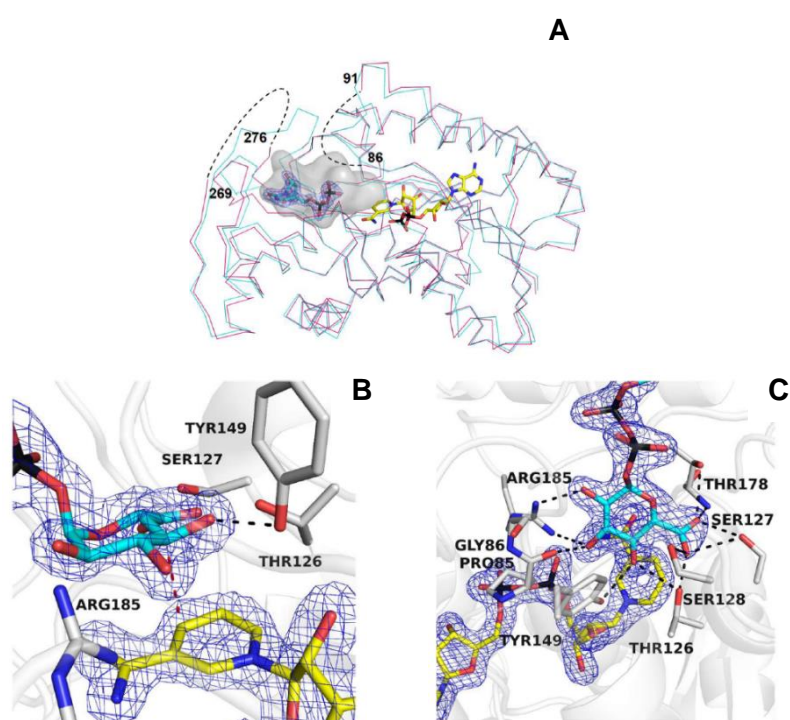 A
91
276
86
269
B
TYR149
SER127
THR126
ARG185
C
ARG185
THR178
SER127
GLY86
PRO85
SER128
TYR149
THR126